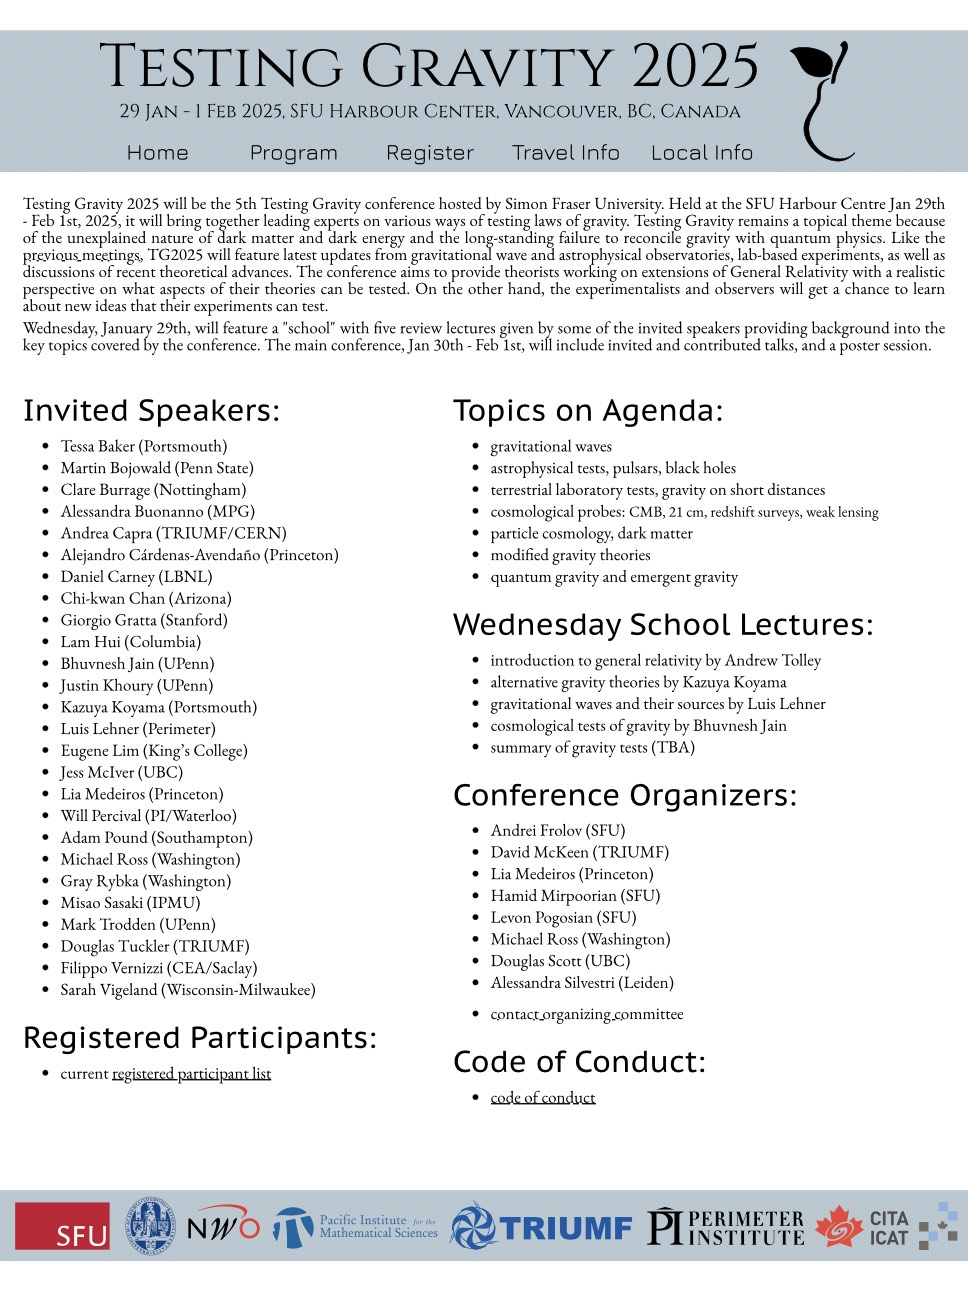 Testing Gravity 2025
29 Jan - 1 Feb 2025, SFU Harbour Center, Vancouver, BC, Canada
Home Program Register Travel Info Local Info
Testing Gravity 2025 will be the 5th Testing Gravity conference hosted by Simon Fraser University. Held at the SFU Harbour Centre Jan 29th
- Feb 1st, 2025, it will bring together leading experts on various ways of testing laws of gravity. Testing Gravity remains a topical theme because
of the unexplained nature of dark matter and dark energy and the long-standing failure to reconcile gravity with quantum physics. Like the
previous meetings, TG2025 will feature latest updates from gravitational wave and astrophysical observatories, lab-based experiments, as well as
discussions of recent theoretical advances. The conference aims to provide theorists working on extensions of General Relativity with a realistic
perspective on what aspects of their theories can be tested. On the other hand, the experimentalists and observers will get a chance to learn
about new ideas that their experiments can test.
Wednesday, January 29th, will feature a "school" with five review lectures given by some of the invited speakers providing background into the
key topics covered by the conference. The main conference, Jan 30th - Feb 1st, will include invited and contributed talks, and a poster session.
Invited Speakers:
• Tessa Baker (Portsmouth)
• Martin Bojowald (Penn State)
• Clare Burrage (Nottingham)
• Alessandra Buonanno (MPG)
• Andrea Capra (TRIUMF/CERN)
• Alejandro Cárdenas-Avendaño (Princeton)
• Daniel Carney (LBNL)
• Chi-kwan Chan (Arizona)
• Giorgio Gratta (Stanford)
• Lam Hui (Columbia)
• Bhuvnesh Jain (UPenn)
• Justin Khoury (UPenn)
• Kazuya Koyama (Portsmouth)
• Luis Lehner (Perimeter)
• Eugene Lim (King’s College)
• Jess McIver (UBC)
• Lia Medeiros (Princeton)
• Will Percival (PI/Waterloo)
• Adam Pound (Southampton)
• Michael Ross (Washington)
• Gray Rybka (Washington)
• Misao Sasaki (IPMU)
• Mark Trodden (UPenn)
• Douglas Tuckler (TRIUMF)
• Filippo Vernizzi (CEA/Saclay)
• Sarah Vigeland (Wisconsin-Milwaukee)
Registered Participants:
• current registered participant list
Topics on Agenda:
• gravitational waves
• astrophysical tests, pulsars, black holes
• terrestrial laboratory tests, gravity on short distances
• cosmological probes: CMB, 21 cm, redshift surveys, weak lensing
• particle cosmology, dark matter
• modified gravity theories
• quantum gravity and emergent gravity
Wednesday School Lectures:
• introduction to general relativity by Andrew Tolley
• alternative gravity theories by Kazuya Koyama
• gravitational waves and their sources by Luis Lehner
• cosmological tests of gravity by Bhuvnesh Jain
• summary of gravity tests (TBA)
Conference Organizers:
• Andrei Frolov (SFU)
• David McKeen (TRIUMF)
• Lia Medeiros (Princeton)
• Hamid Mirpoorian (SFU)
• Levon Pogosian (SFU)
• Michael Ross (Washington)
• Douglas Scott (UBC)
• Alessandra Silvestri (Leiden)
• contact organizing committee
Code of Conduct:
• code of conduct
SFU
NWO
Pacific Institute for the
Mathematical Sciences
TRIUMF
PI PERIMETER
INSTITUTE
CITA
ICAT